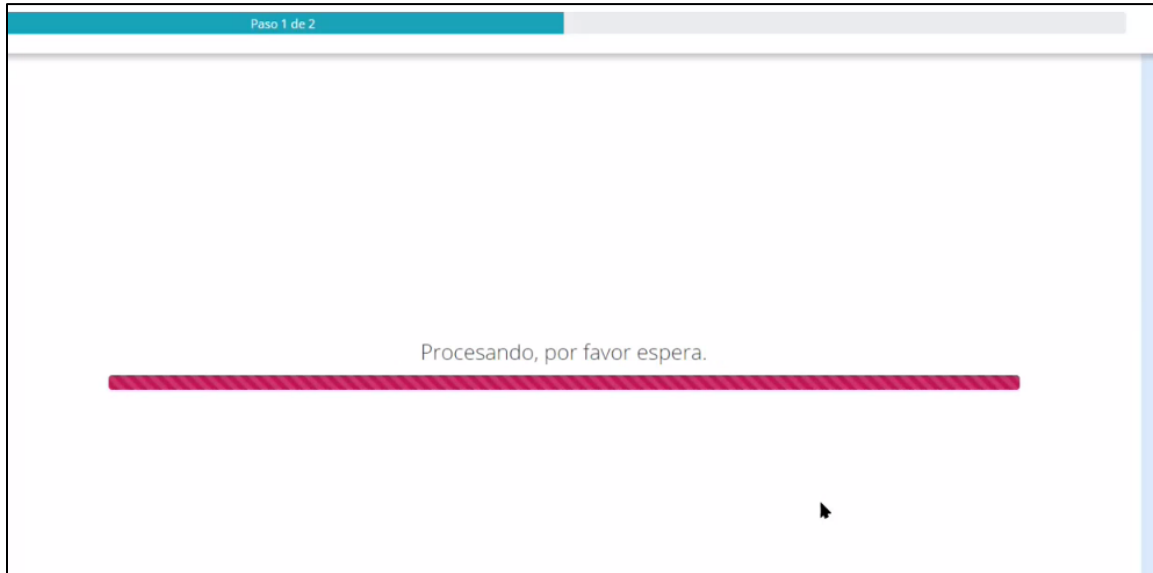 Paso 1 de 2
Procesando, por favor espera.